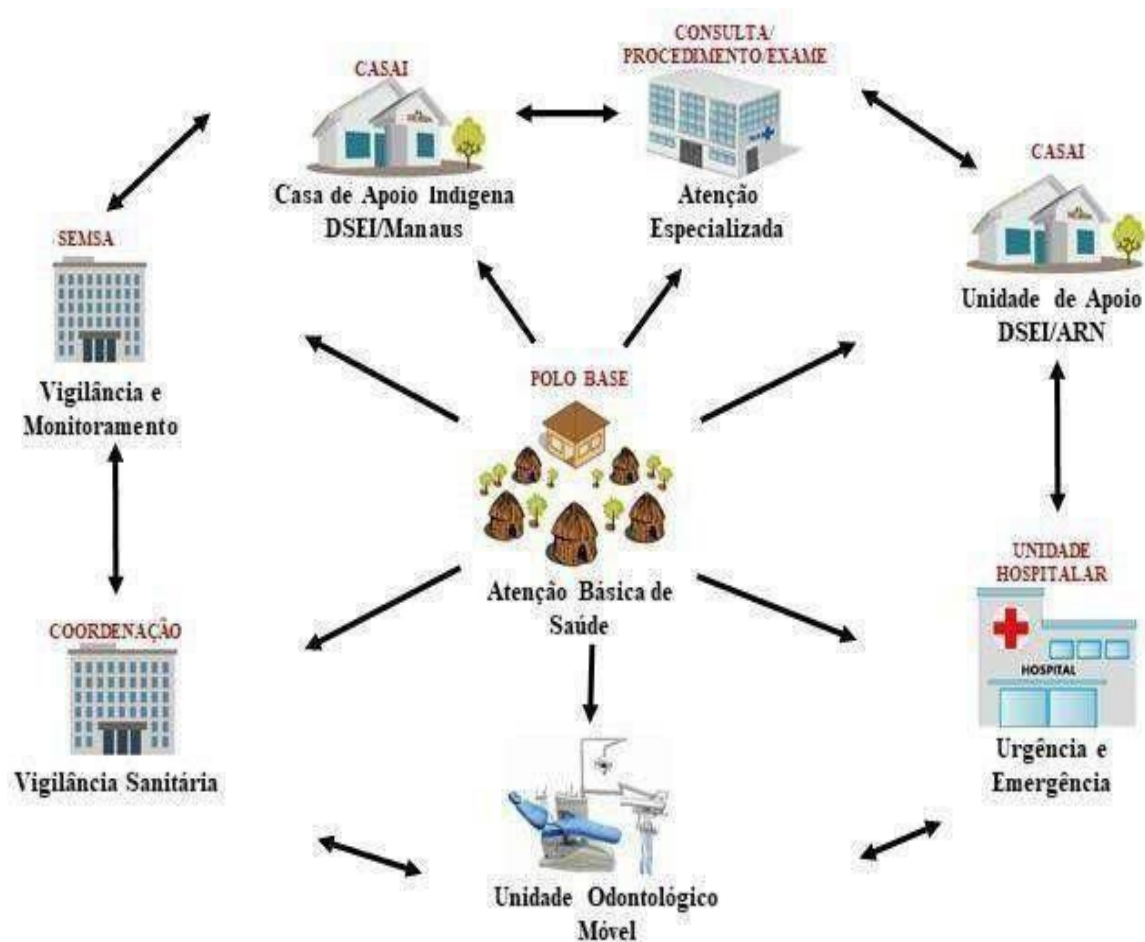 CONSULTA/
PROCEDIMENTO/EXAME
CASAI
Casa de Apoio Indígena
DSEI/Manaus
Atenção
Especializada
CASAI
Unidade de Apoio
DSEI/ARN
SEMSA
Vigilância e
Monitoramento
POLO BASE
Atenção Básica de
Saúde
UNIDADE
HOSPITALAR
HOSPITAL
Urgência e
Emergência
COORDENAÇÃO
Vigilância Sanitária
Unidade Odontológico
Móvel